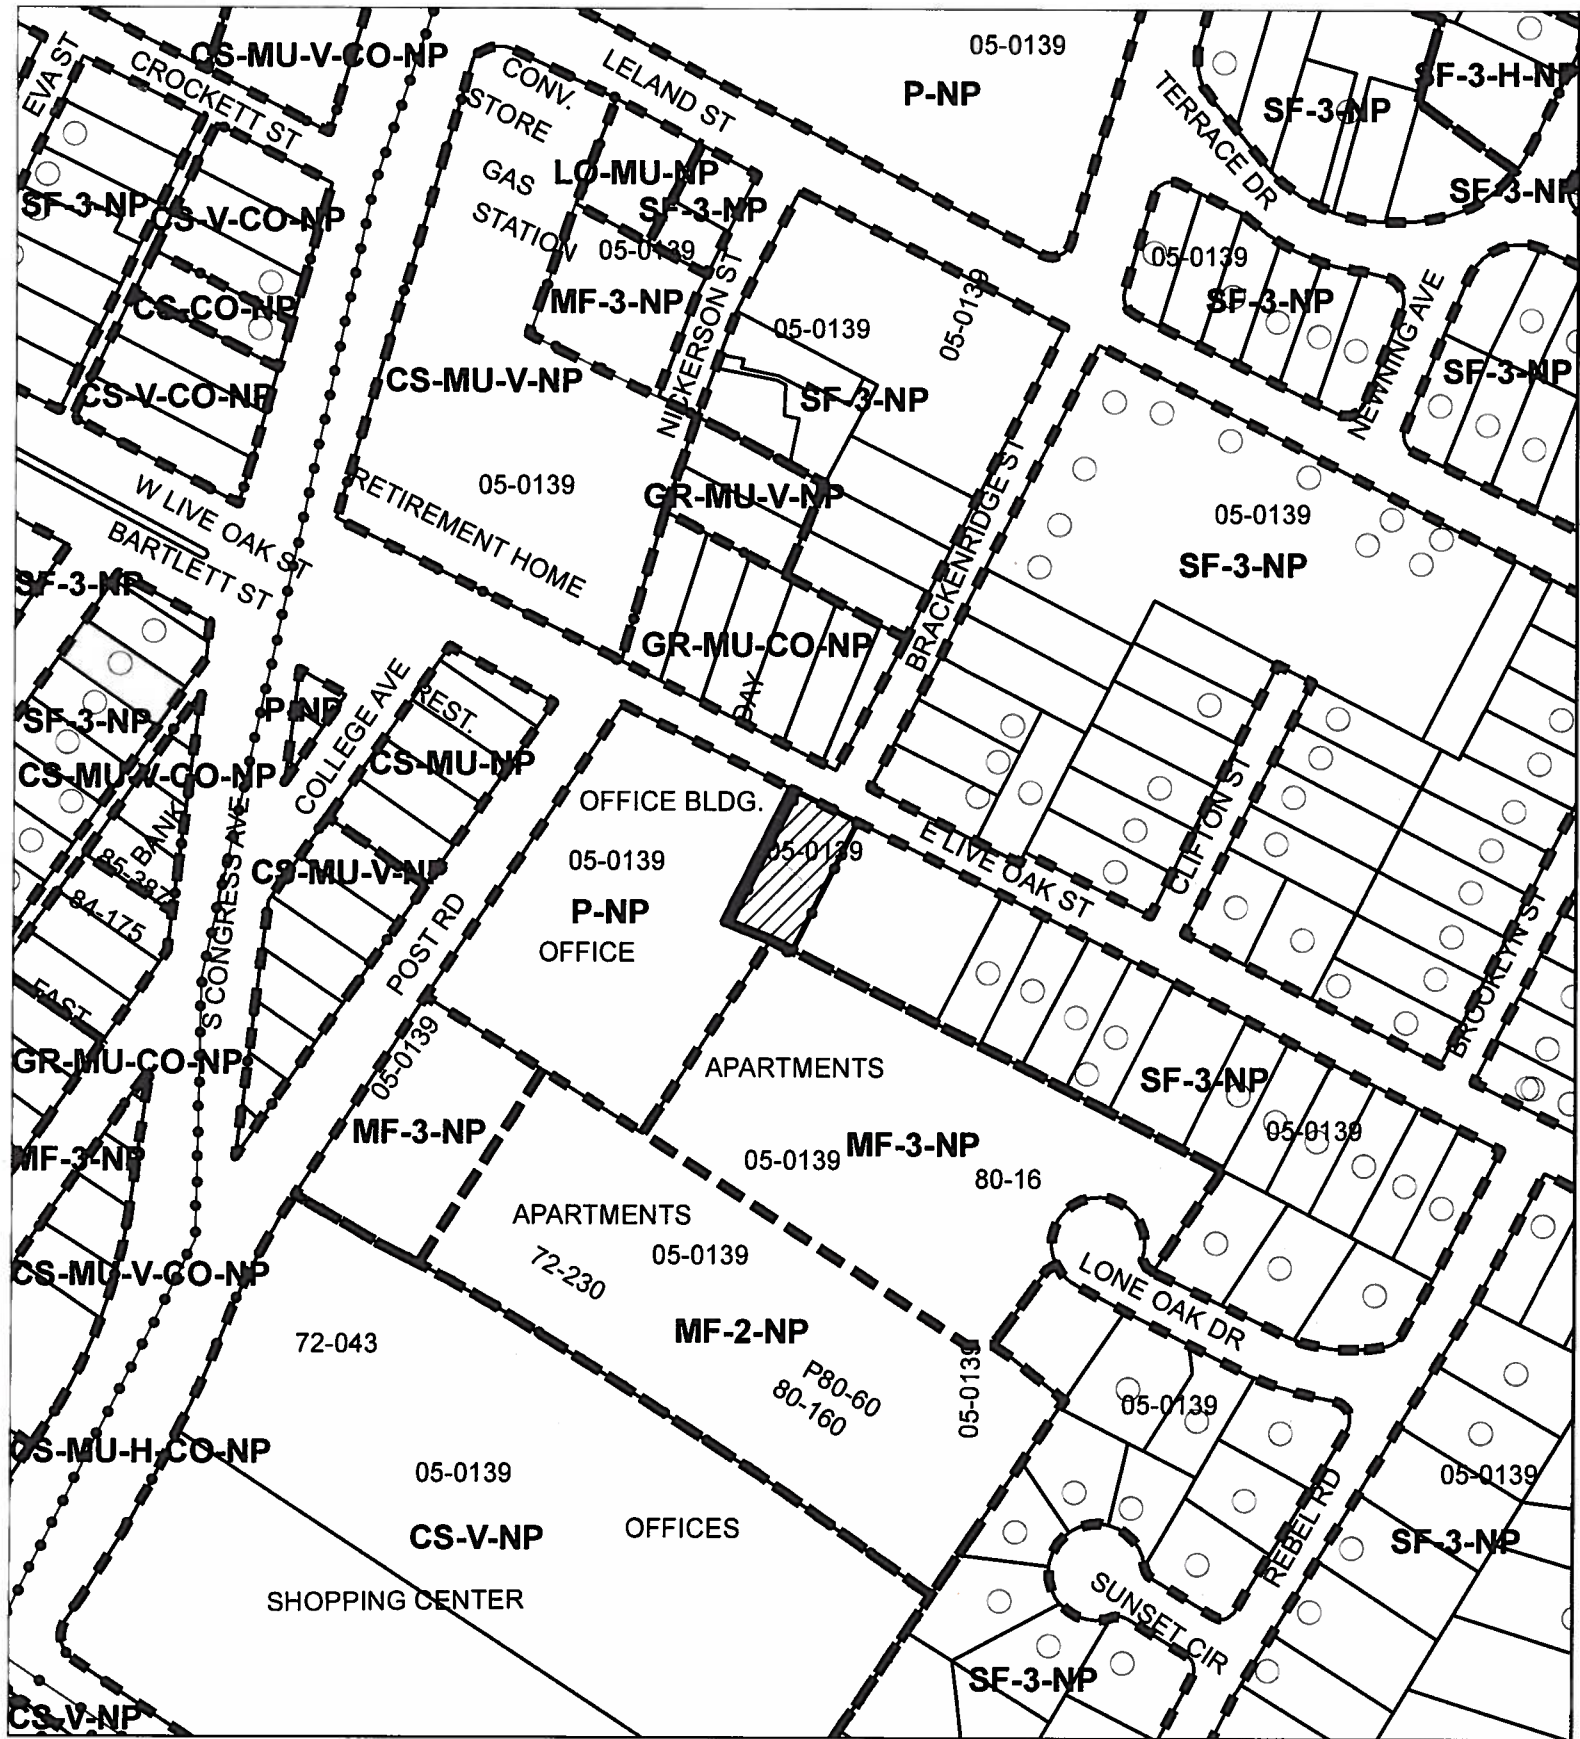 05-0139
LELAND ST
CS-MU-V-CO-NP
EVA ST
CROCKETT ST
CONV.
STORE
P-NP
TERRACE DR
SF-3-NP
SF-3-H-NP
GAS
LO-MU-NP
SF-3-NP
SF-3-NP
CS-V-CO-NP
SF-3-NP
STATION
05-0139
05-0139
MF-3-NP
NICKERSON ST
SF-3-NP
CS-CO-NP
05-0139
05-0139
NEWNING AVE
CS-MU-V-NP
SF-3-NP
CS-V-CO-NP
SF-3-NP
W LIVE OAK ST
05-0139
GR-MU-V-NP
05-0139
RETIREMENT HOME
BARTLETT ST
BRACKENRIDGE ST
SF-3-NP
SF-3-NP
GR-MU-CO-NP
DAY
COLLEGE AVE
REST.
SF-3-NP
P-NP
CS-MU-NP
CS-MU-V-CO-NP
OFFICE BLDG.
BANK
85-387
05-0139
05-0139
E LIVE OAK ST
CLIFTON ST
CS-MU-V-NP
84-175
S CONGRESS AVE
P-NP
OFFICE
POST RD
BROOKLYN ST
FAST
GR-MU-CO-NP
05-0139
APARTMENTS
SF-3-NP
MF-3-NP
05-0139
MF-3-NP
05-0139
MF-3-NP
80-16
APARTMENTS
05-0139
72-230
CS-MU-V-CO-NP
LONE OAK DR
72-043
MF-2-NP
P80-60
80-160
05-0139
05-0139
CS-MU-H-CO-NP
05-0139
05-0139
CS-V-NP
OFFICES
REBEL RD
SF-3-NP
SHOPPING CENTER
SUNSET CIR
SF-3-NP
CS-V-NP